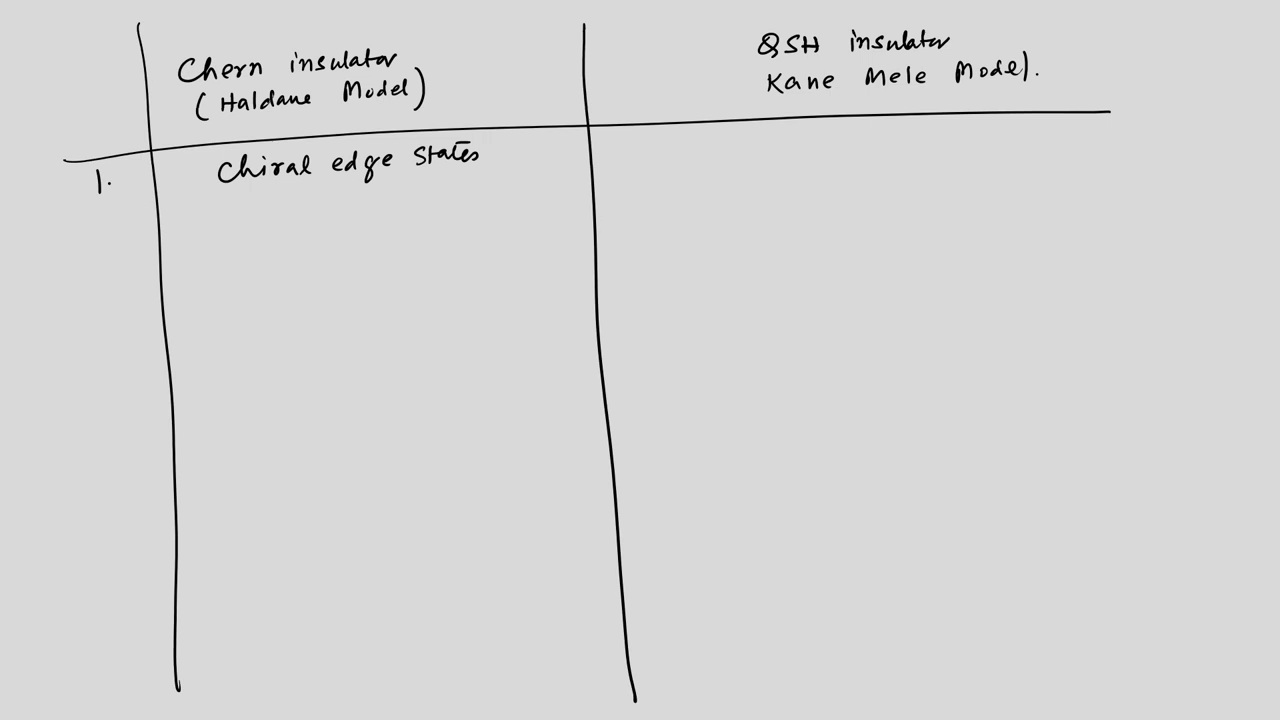 Chern insulator
(Haldane Model)
QSH insulator
Kane Mele Model.
1.
Chiral edge states